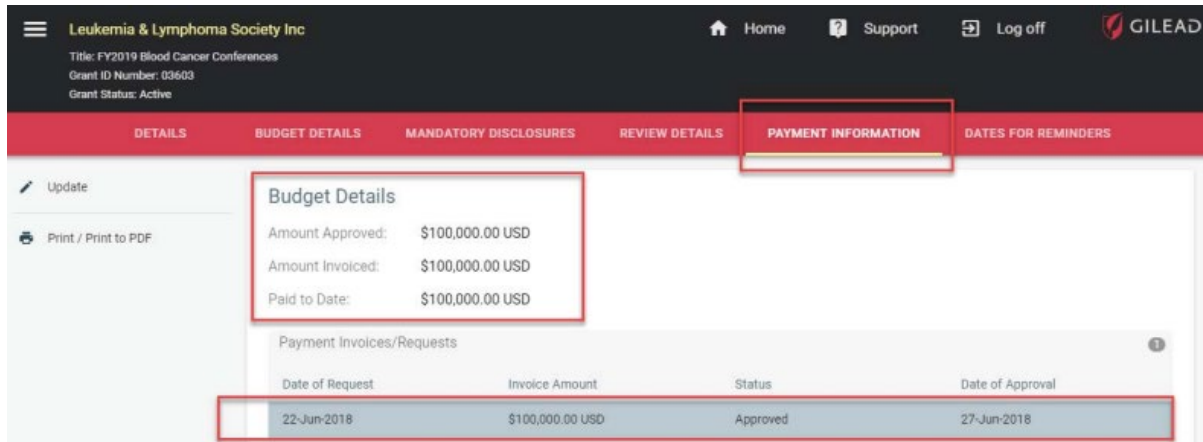 Leukemia & Lymphoma Society Inc
Home
Support
Log off
GILEAD
Title: FY2019 Blood Cancer Conferences
Grant ID Number: 03603
Grant Status: Active
DETAILS
BUDGET DETAILS
MANDATORY DISCLOSURES
REVIEW DETAILS
PAYMENT INFORMATION
DATES FOR REMINDERS
Update
Print / Print to PDF
Budget Details
Amount Approved: $100,000.00 USD
Amount Invoiced: $100,000.00 USD
Paid to Date: $100,000.00 USD
Payment Invoices/Requests 1
Date of Request Invoice Amount Status Date of Approval
22-Jun-2018 $100,000.00 USD Approved 27-Jun-2018